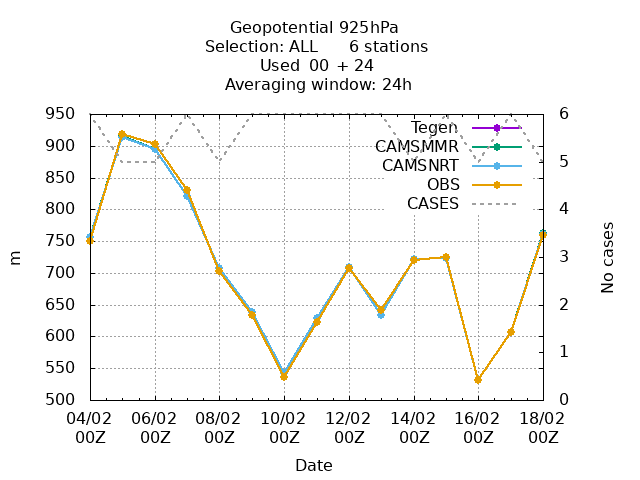 Geopotential 925hPa
Selection: ALL 6 stations
Used 00 + 24
Averaging window: 24h
950
900
850
800
750
700
650
600
550
500
m
6
5
4
3
2
1
0
No cases
Tegen
CAMSMMR
CAMSNRT
OBS
CASES
04/02 06/02 08/02 10/02 12/02 14/02 16/02 18/02
00Z 00Z 00Z 00Z 00Z 00Z 00Z 00Z
Date